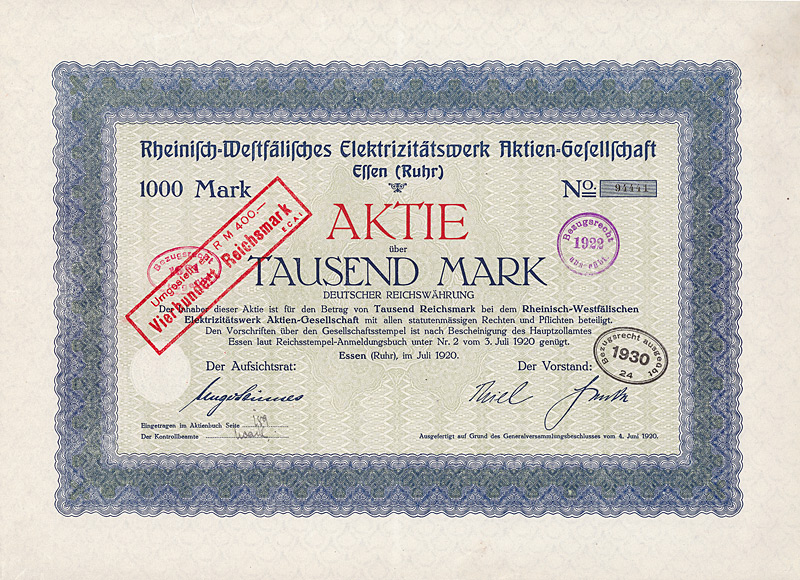 Rheinisch-Westfälisches Elektrizitätswerk Aktien-Gesellschaft
Essen (Ruhr)
1000 Mark
No. 94441
AKTIE
über
TAUSEND MARK
DEUTSCHER REICHSWÄHRUNG
Der Inhaber dieser Aktie ist für den Betrag von Tausend Reichsmark bei dem Rheinisch-Westfälischen
Elektrizitätswerk Aktien-Gesellschaft mit allen statutenmässigen Rechten und Pflichten beteiligt.
Den Vorschriften über den Gesellschaftsstempel ist nach Bescheinigung des Hauptzollamtes
Essen laut Reichsstempel-Anmeldungsbuch unter Nr. 2 vom 3. Juli 1920 genügt.
Essen (Ruhr), im Juli 1920.
Der Aufsichtsrat:
Der Vorstand:
Eingetragen im Aktienbuch Seite
Der Kontrollbeamte
Ausgefertigt auf Grund des Generalversammlungsbeschlusses vom 4. Juni 1920.
Umgestellt auf RM 400.—
Vierhundert Reichsmark
Bezugsrecht
Bezugsrecht
1922
Bezugsrecht ausgeübt
1930
24